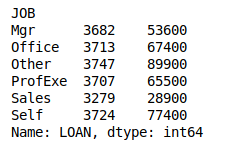 JOB
Mgr 3682 53600
Office 3713 67400
Other 3747 89900
ProfExe 3707 65500
Sales 3279 28900
Self 3724 77400
Name: LOAN, dtype: int64